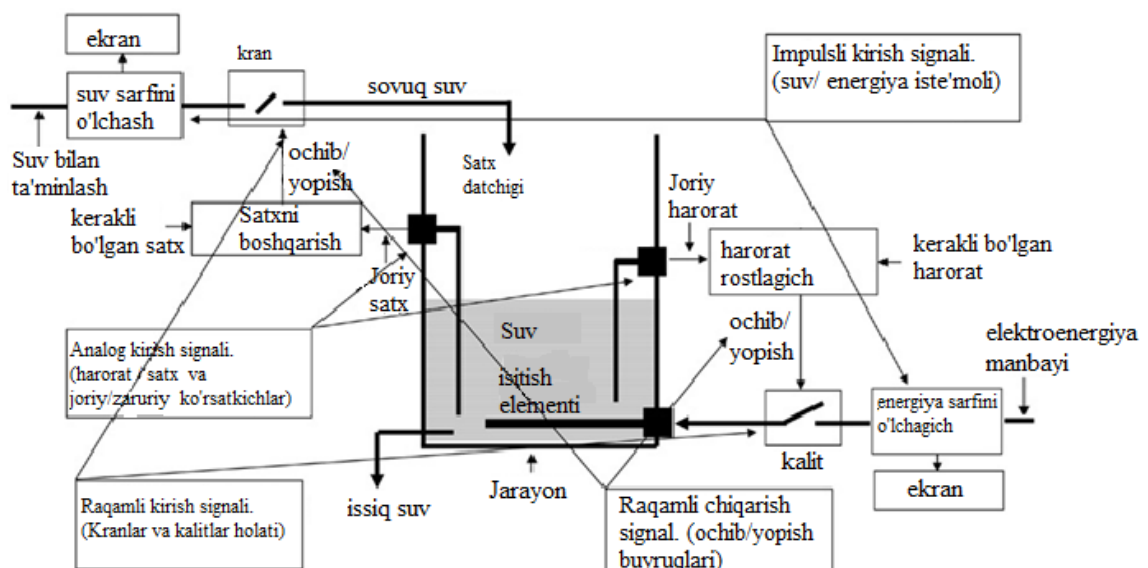 ekran
suv sarfini
o'lchash
kran
sovuq suv
Impulsli kirish signali.
(suv/ energiya iste'moli)
Suv bilan
ta'minlash
ochib/
yopish
Satx
datchigi
Joriy
harorat
kerakli
bo'lgan satx
Satxni
boshqarish
harorat
rostlagich
kerakli bo'lgan
harorat
Joriy
satx
Suv
ochib/
yopish
elektroenergiya
manbayi
Analog kirish signali.
(harorat / satx va
joriy/zaruriy ko'rsatkichlar)
isitish
elementi
energiya sarfini
o'lchagich
kalit
ekran
Raqamli kirish signali.
(Kranlar va kalitlar holati)
issiq suv
Jarayon
Raqamli chiqarish
signal. (ochib/yopish
buyruqlari)